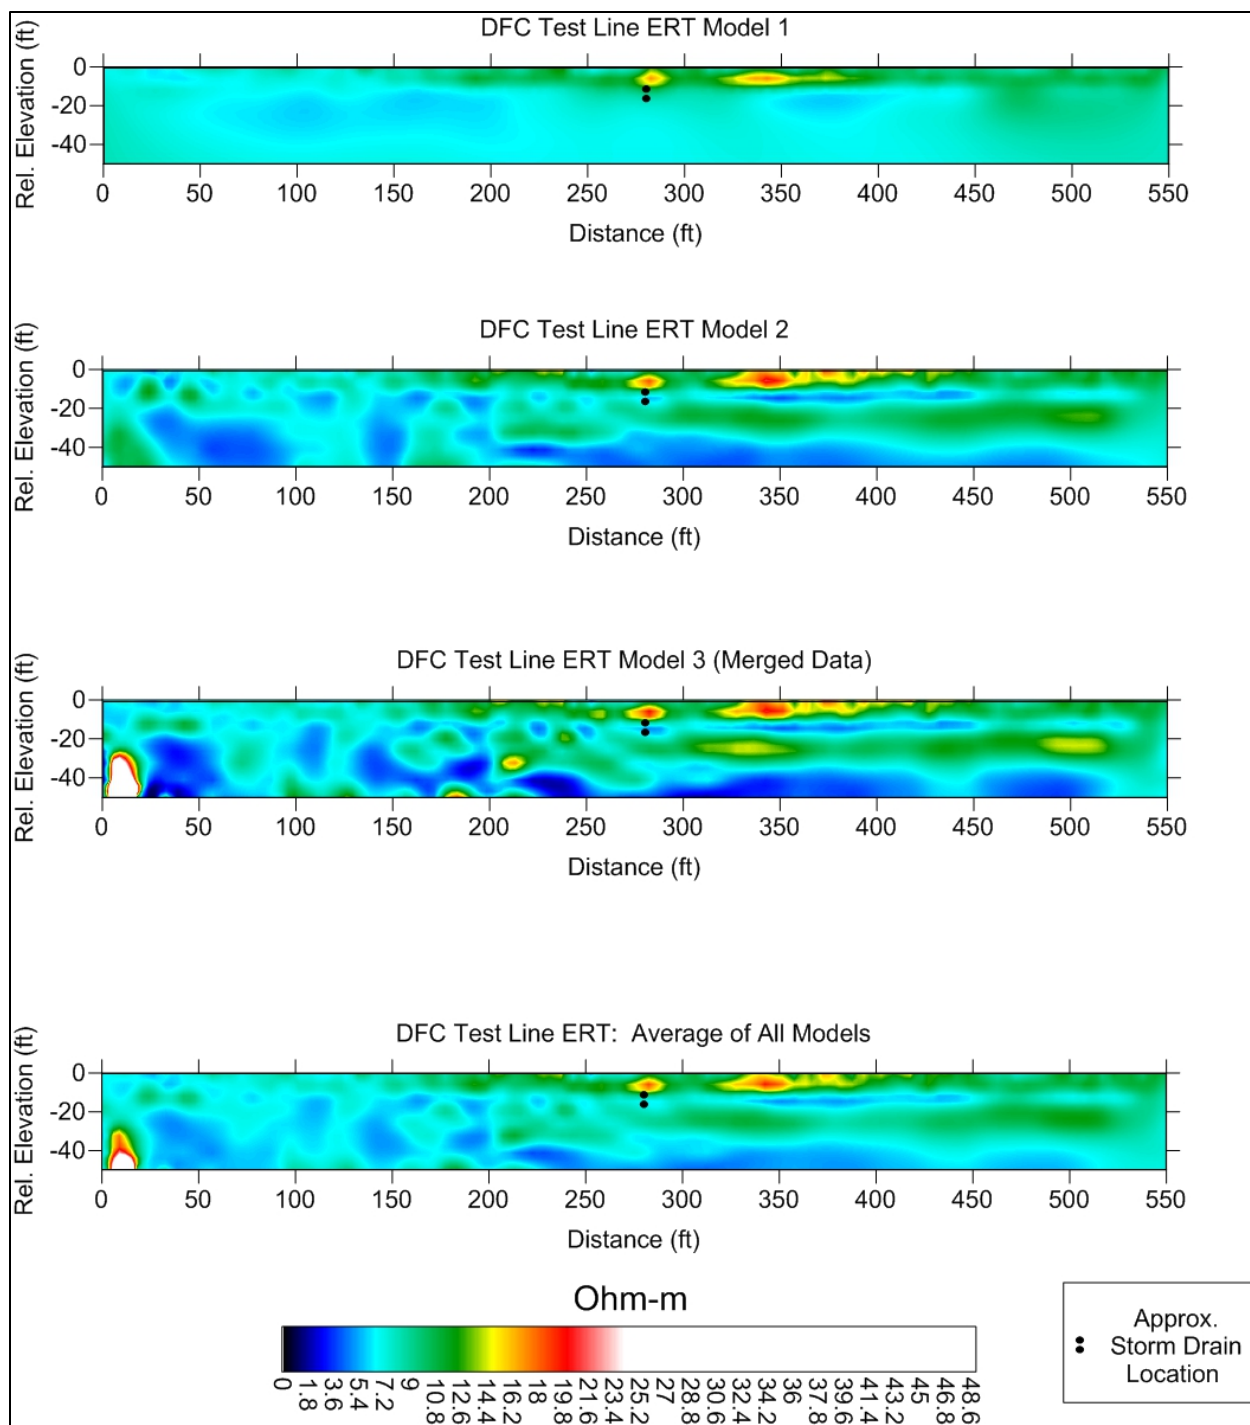 DFC Test Line ERT Model 1
Rel. Elevation (ft)
0
-20
-40
0 50 100 150 200 250 300 350 400 450 500 550
Distance (ft)
DFC Test Line ERT Model 2
Rel. Elevation (ft)
0
-20
-40
0 50 100 150 200 250 300 350 400 450 500 550
Distance (ft)
DFC Test Line ERT Model 3 (Merged Data)
Rel. Elevation (ft)
0
-20
-40
0 50 100 150 200 250 300 350 400 450 500 550
Distance (ft)
DFC Test Line ERT: Average of All Models
Rel. Elevation (ft)
0
-20
-40
0 50 100 150 200 250 300 350 400 450 500 550
Distance (ft)
Ohm-m
0 1.8 3.6 5.4 7.2 9 10.8 12.6 14.4 16.2 18 19.8 21.6 23.4 25.2 27 28.8 30.6 32.4 34.2 36 37.8 39.6 41.4 43.2 45 46.8 48.6
Approx.
Storm Drain
Location